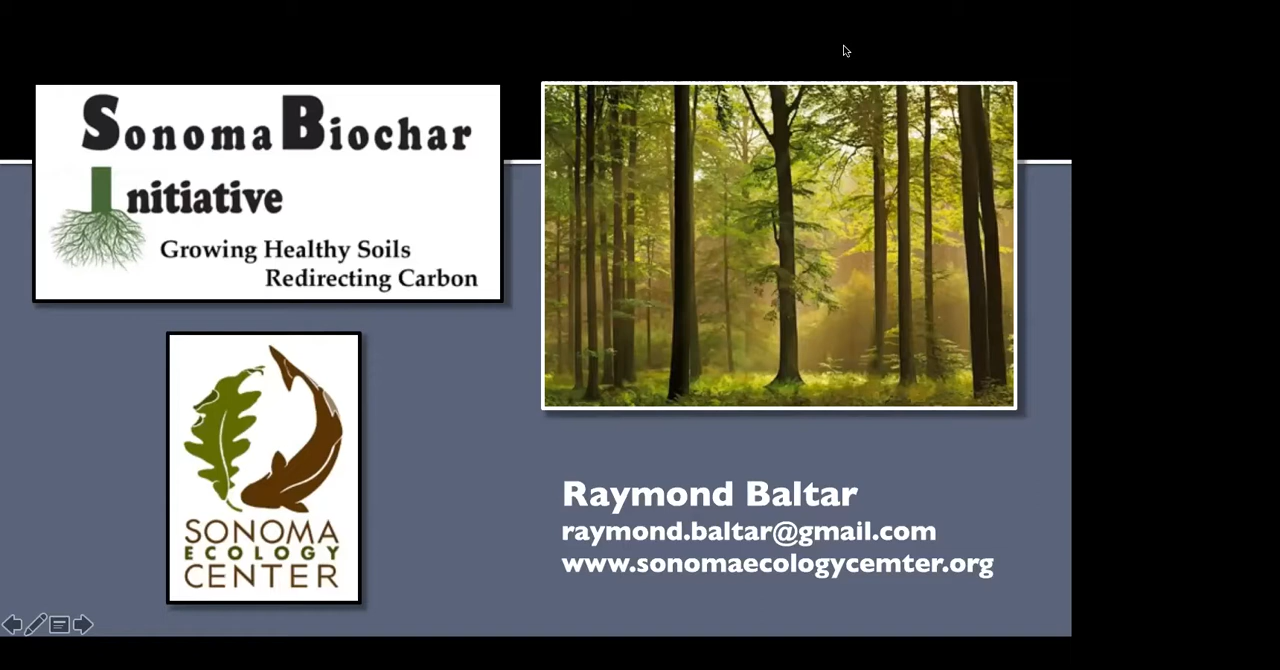 Sonoma Biochar
Initiative
Growing Healthy Soils
Redirecting Carbon
SONOMA
ECOLOGY
CENTER
Raymond Baltar
raymond.baltar@gmail.com
www.sonomaecologycemter.org